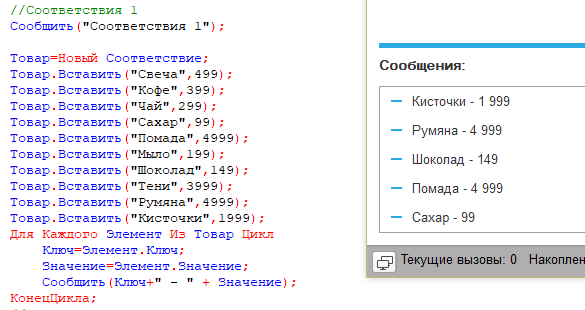 //Соответствия 1
Сообщить("Соответствия 1");
Товар=Новый Соответствие;
Товар.Вставить("Свеча",499);
Товар.Вставить("Кофе",399);
Товар.Вставить("Чай",299);
Товар.Вставить("Сахар",99);
Товар.Вставить("Помада",4999);
Товар.Вставить("Мыло",199);
Товар.Вставить("Шоколад",149);
Товар.Вставить("Тени",3999);
Товар.Вставить("Румяна",4999);
Товар.Вставить("Кисточки",1999);
Для Каждого Элемент Из Товар Цикл
Ключ=Элемент.Ключ;
Значение=Элемент.Значение;
Сообщить(Ключ+" - " + Значение);
КонецЦикла;
Сообщения:
Кисточки - 1 999
Румяна - 4 999
Шоколад - 149
Помада - 4 999
Сахар - 99
Текущие вызовы: 0 Накоплен